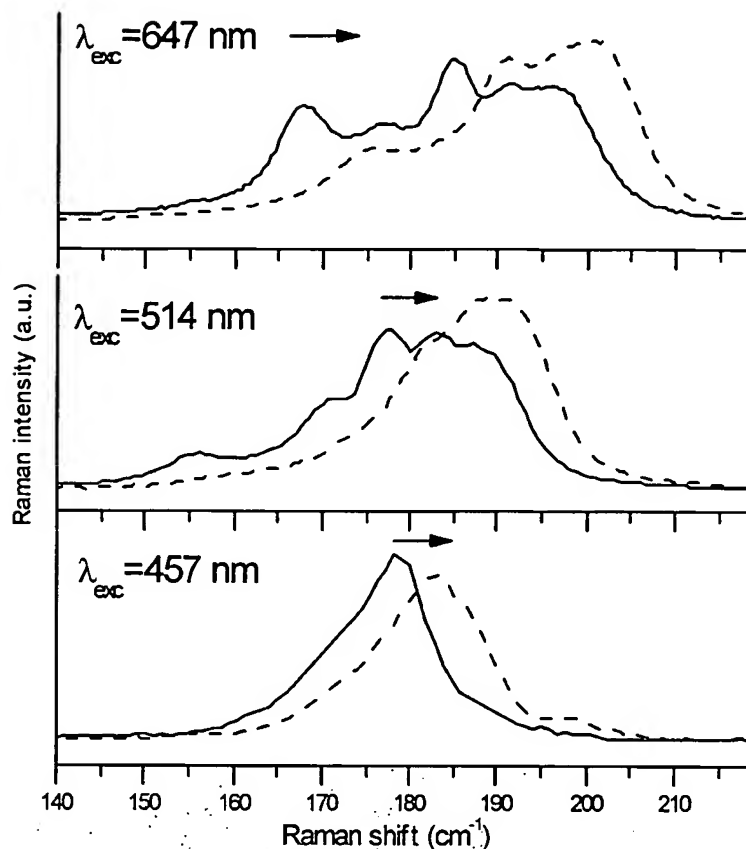 λexc=647 nm
λexc=514 nm
λexc=457 nm
Raman intensity (a.u.)
140 150 160 170 180 190 200 210
Raman shift (cm⁻¹)